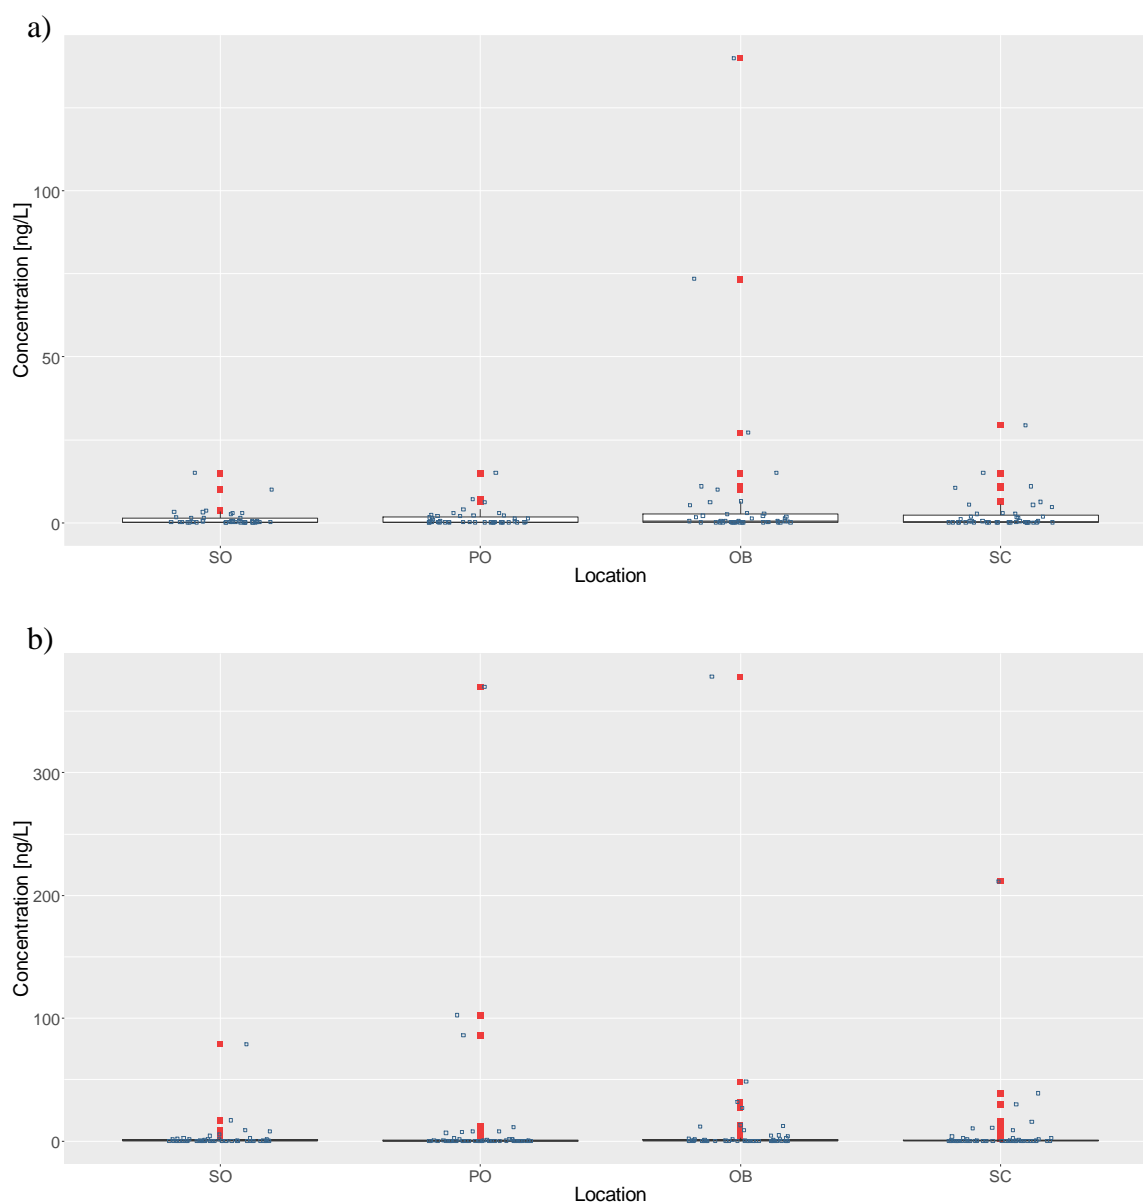 a)
Concentration [ng/L]
100
50
0
SO PO OB SC
Location
b)
Concentration [ng/L]
300
200
100
0
SO PO OB SC
Location